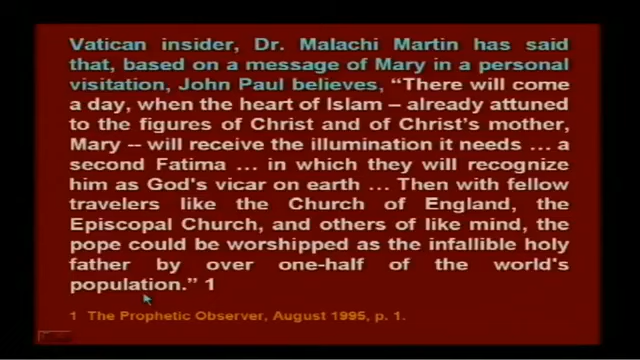 Vatican insider, Dr. Malachi Martin has said
that, based on a message of Mary in a personal
visitation, John Paul believes, “There will come
a day, when the heart of Islam – already attuned
to the figures of Christ and of Christ's mother,
Mary -- will receive the illumination it needs ... a
second Fatima ... in which they will recognize
him as God's vicar on earth ... Then with fellow
travelers like the Church of England, the
Episcopal Church, and others of like mind, the
pope could be worshipped as the infallible holy
father by over one-half of the world's
population.” 1
1 The Prophetic Observer, August 1995, p. 1.